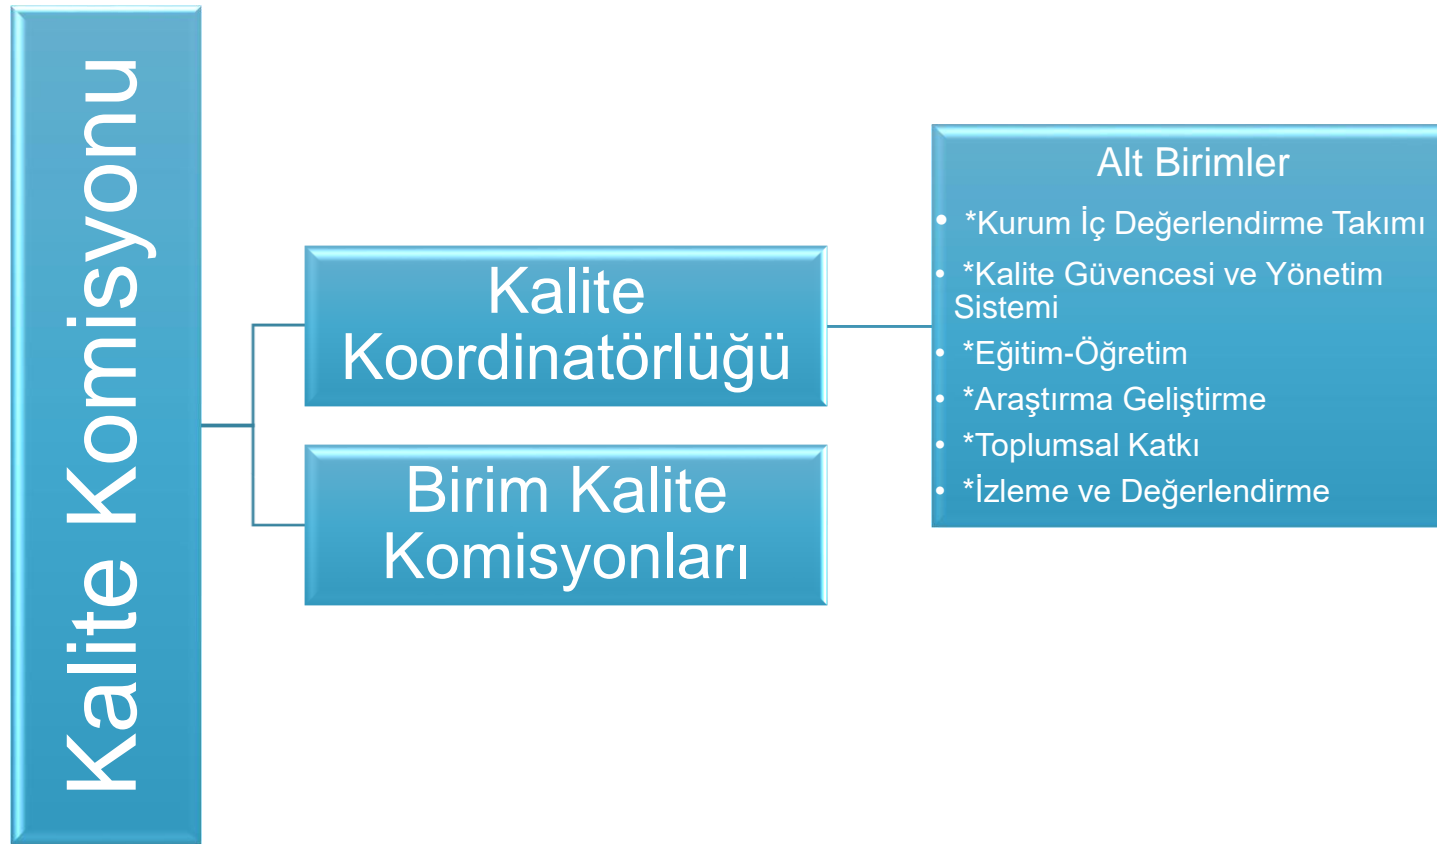 Kalite Komisyonu
Kalite
Koordinatörlüğü
Birim Kalite
Komisyonları
Alt Birimler
• *Kurum İç Değerlendirme Takımı
• *Kalite Güvencesi ve Yönetim
Sistemi
• *Eğitim-Öğretim
• *Araştırma Geliştirme
• *Toplumsal Katkı
• *İzleme ve Değerlendirme